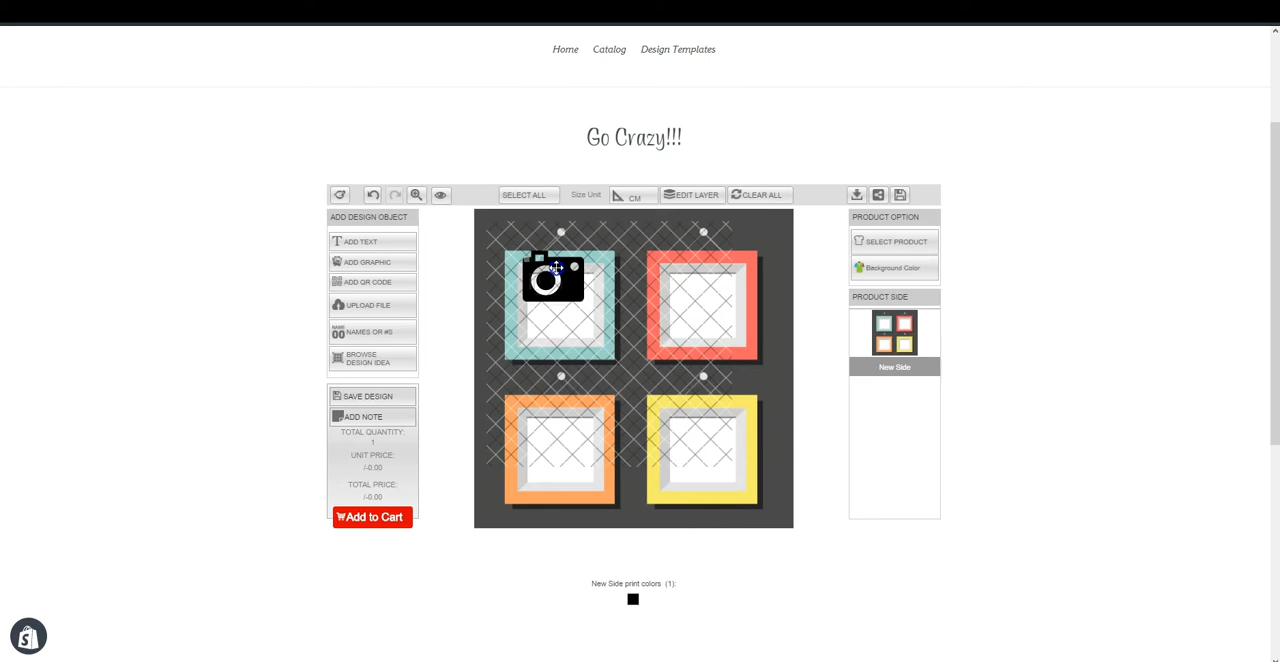 Home Catalog Design Templates
Go Crazy!!!
SELECT ALL Size Unit CM EDIT LAYER CLEAR ALL
ADD DESIGN OBJECT
ADD TEXT
ADD GRAPHIC
ADD QR CODE
UPLOAD FILE
NAME 00 NAMES OR #S
BROWSE
DESIGN IDEA
SAVE DESIGN
ADD NOTE
TOTAL QUANTITY:
1
UNIT PRICE:
/-0.00
TOTAL PRICE:
/-0.00
Add to Cart
PRODUCT OPTION
SELECT PRODUCT
Background Color
PRODUCT SIDE
New Side
New Side print colors (1):
S